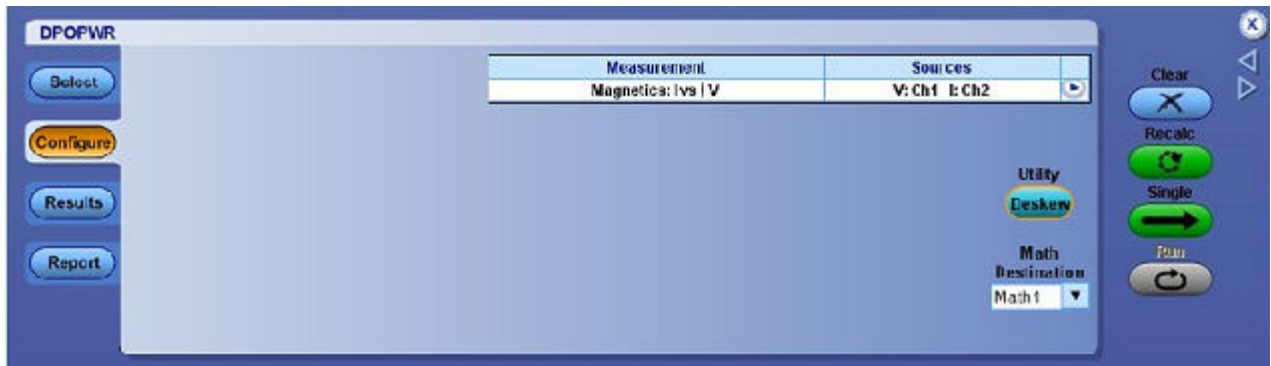 DPOPWR
Select
Configure
Results
Report
Measurement Sources
Magnetics: I vs ∫ V V: Ch1 I: Ch2
Utility
Deskew
Math
Destination
Math1
Clear
Recalc
Single
Run